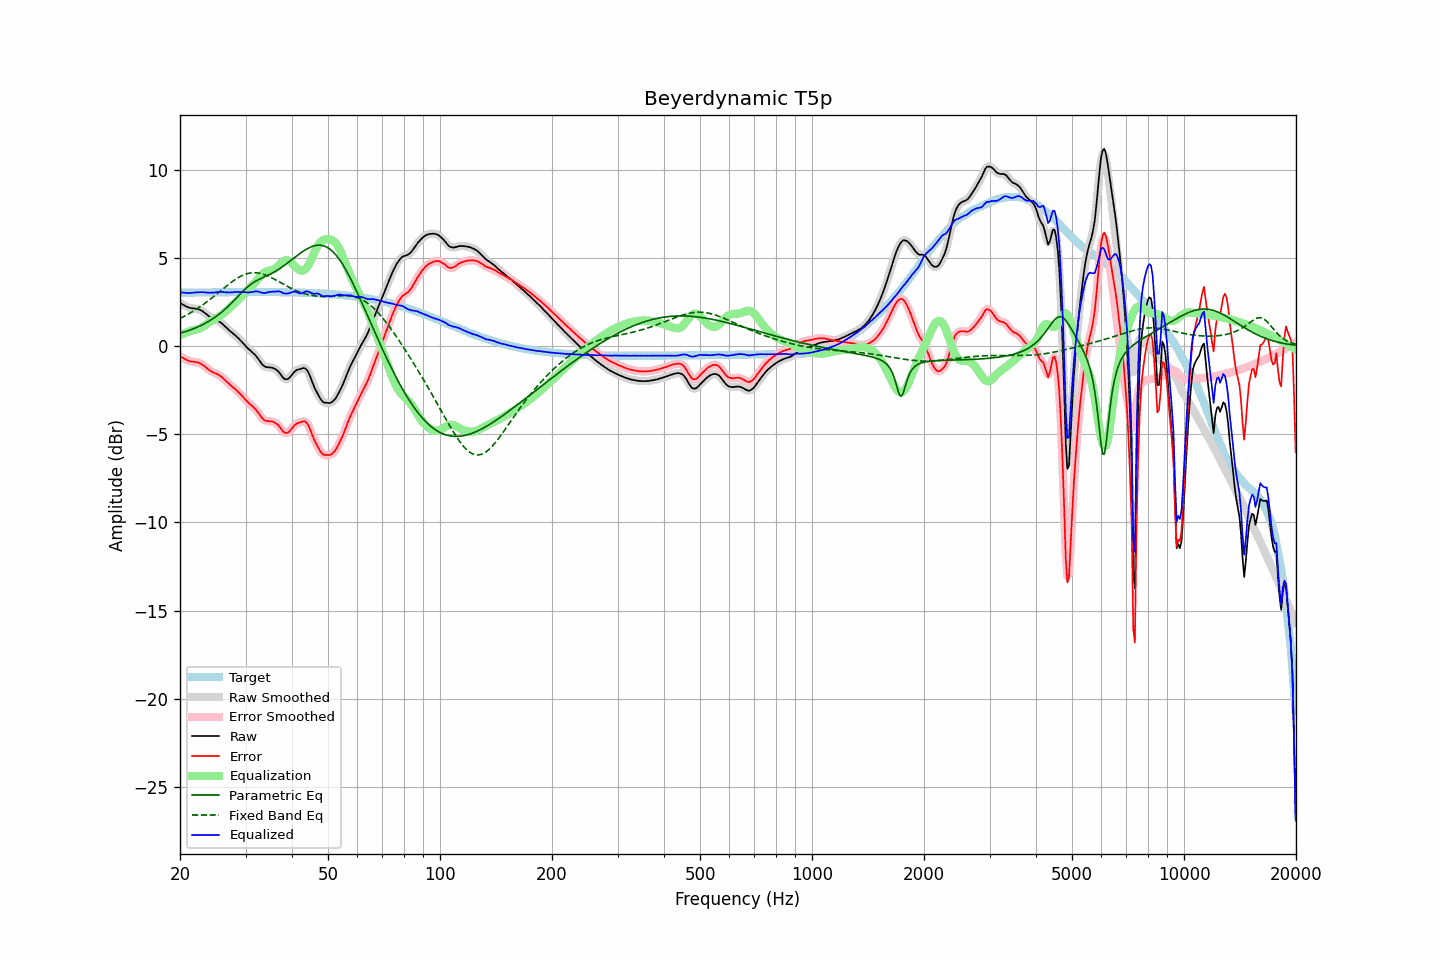 Beyerdynamic T5p
10
5
0
−5
−10
−15
−20
−25
Amplitude (dBr)
Target
Raw Smoothed
Error Smoothed
Raw
Error
Equalization
Parametric Eq
Fixed Band Eq
Equalized
20 50 100 200 500 1000 2000 5000 10000 20000
Frequency (Hz)